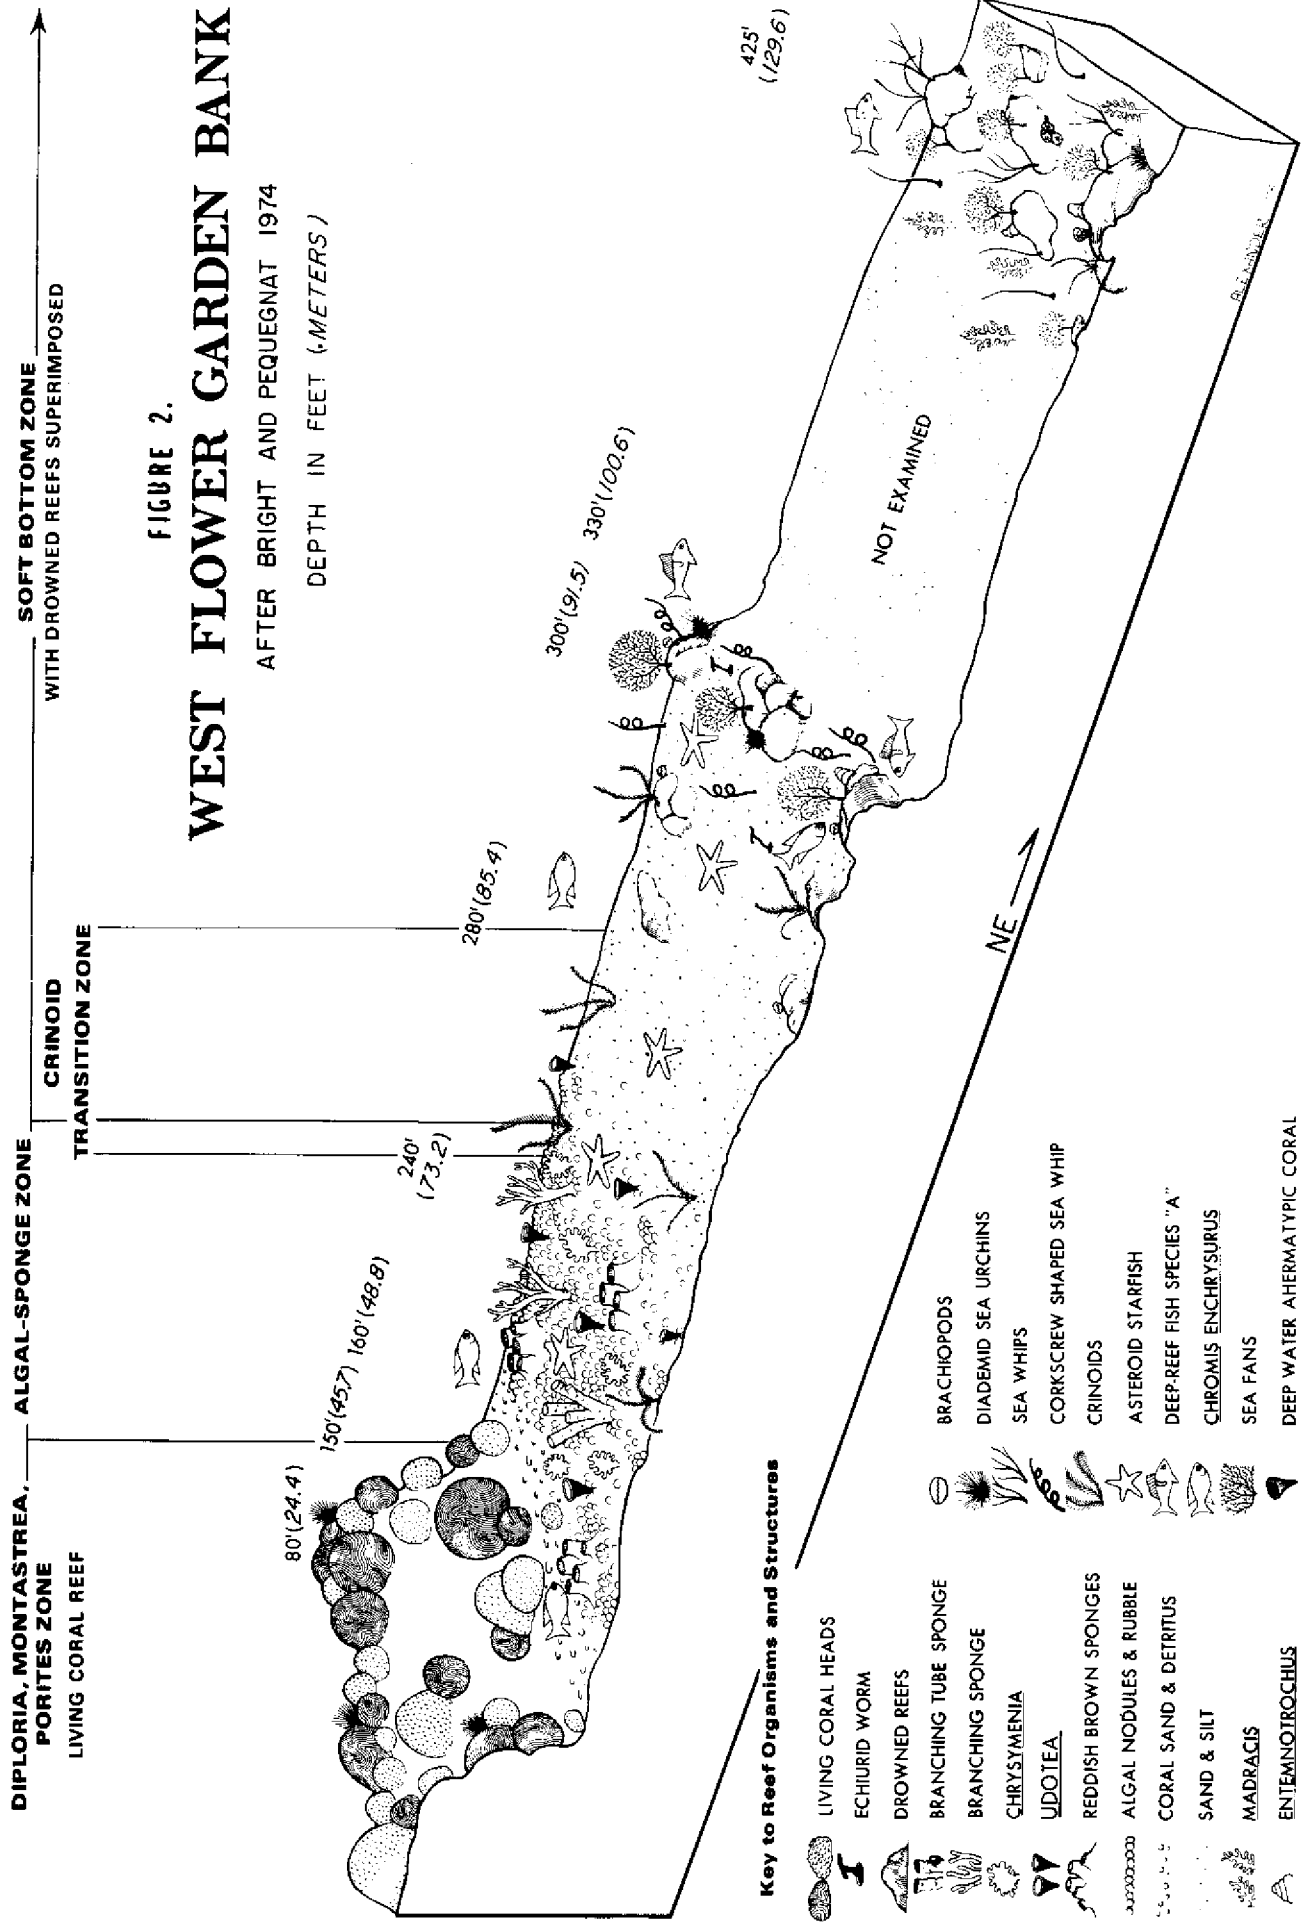 DIPLORIA, MONTASTREA,
PORITES ZONE
LIVING CORAL REEF
ALGAL-SPONGE ZONE
CRINOID
TRANSITION ZONE
SOFT BOTTOM ZONE
WITH DROWNED REEFS SUPERIMPOSED
FIGURE 2.
WEST FLOWER GARDEN BANK
AFTER BRIGHT AND PEQUEGNAT 1974
DEPTH IN FEET (METERS)
80'(24.4)
150'(45.7) 160'(48.8)
240'
(73.2)
280'(85.4)
300'(91.5) 330'(100.6)
425'
(129.6)
NOT EXAMINED
NE
ALEXANDER
Key to Reef Organisms and Structures
LIVING CORAL HEADS
ECHIURID WORM
DROWNED REEFS
BRANCHING TUBE SPONGE
BRANCHING SPONGE
CHRYSYMENIA
UDOTEA
REDDISH BROWN SPONGES
ALGAL NODULES & RUBBLE
CORAL SAND & DETRITUS
SAND & SILT
MADRACIS
ENTEMNOTROCHUS
BRACHIOPODS
DIADEMID SEA URCHINS
SEA WHIPS
CORKSCREW SHAPED SEA WHIP
CRINOIDS
ASTEROID STARFISH
DEEP-REEF FISH SPECIES "A"
CHROMIS ENCHRYSURUS
SEA FANS
DEEP WATER AHERMATYPIC CORAL